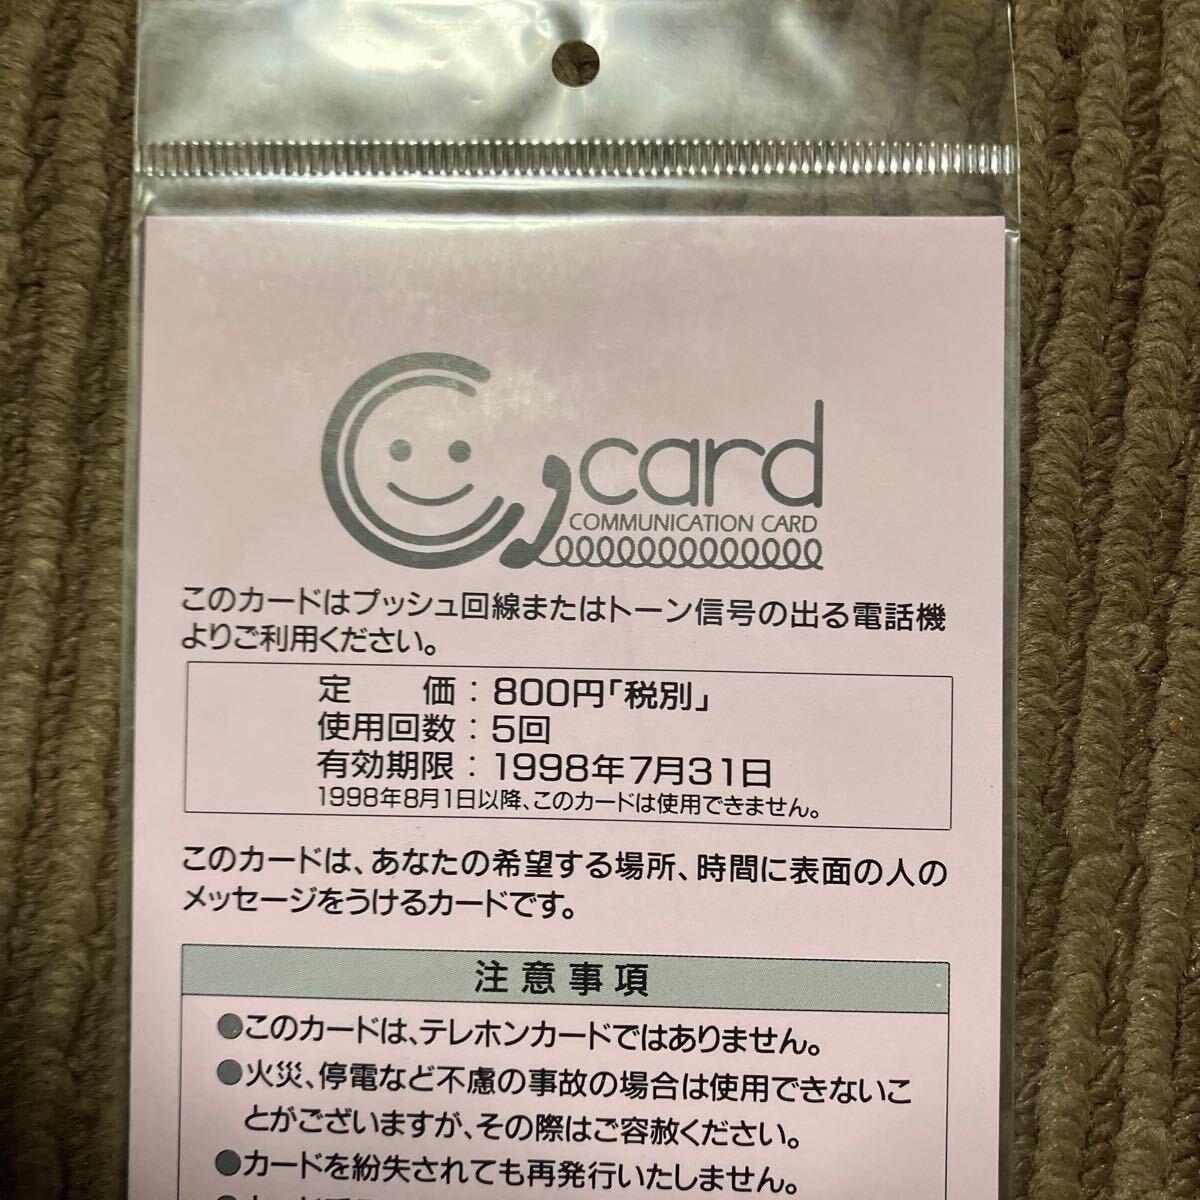 card
COMMUNICATION CARD
このカードはプッシュ回線またはトーン信号の出る電話機
よりご利用ください。
定　価：800円「税別」
使用回数：5回
有効期限：1998年7月31日
1998年8月1日以降、このカードは使用できません。
このカードは、あなたの希望する場所、時間に表面の人の
メッセージをうけるカードです。
注意事項
●このカードは、テレホンカードではありません。
●火災、停電など不慮の事故の場合は使用できないこ
とがございますが、その際はご容赦ください。
●カードを紛失されても再発行いたしません。